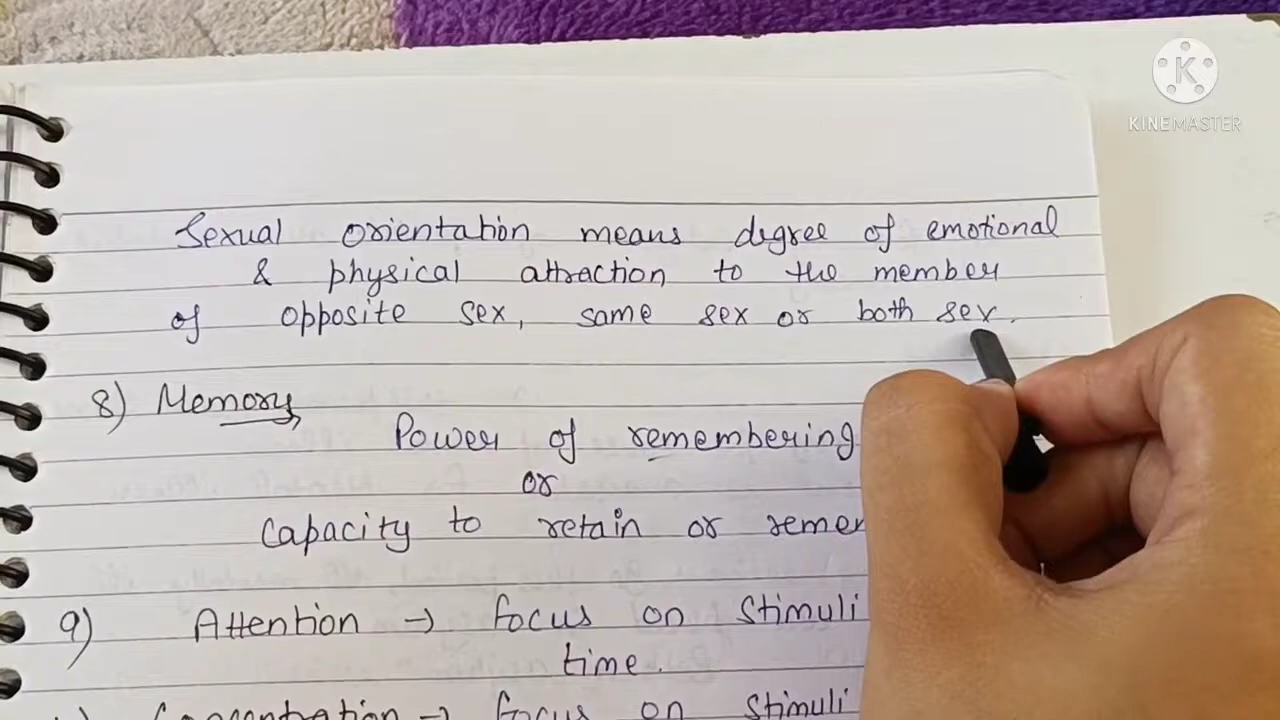 K
KINEMASTER
Sexual orientation means degree of emotional
& physical attraction to the member
of opposite sex, same sex or both sex.
8) Memory
Power of remembering
or
Capacity to retain or remem
9) Attention → focus on stimuli
time.
Concentration → focus on stimuli